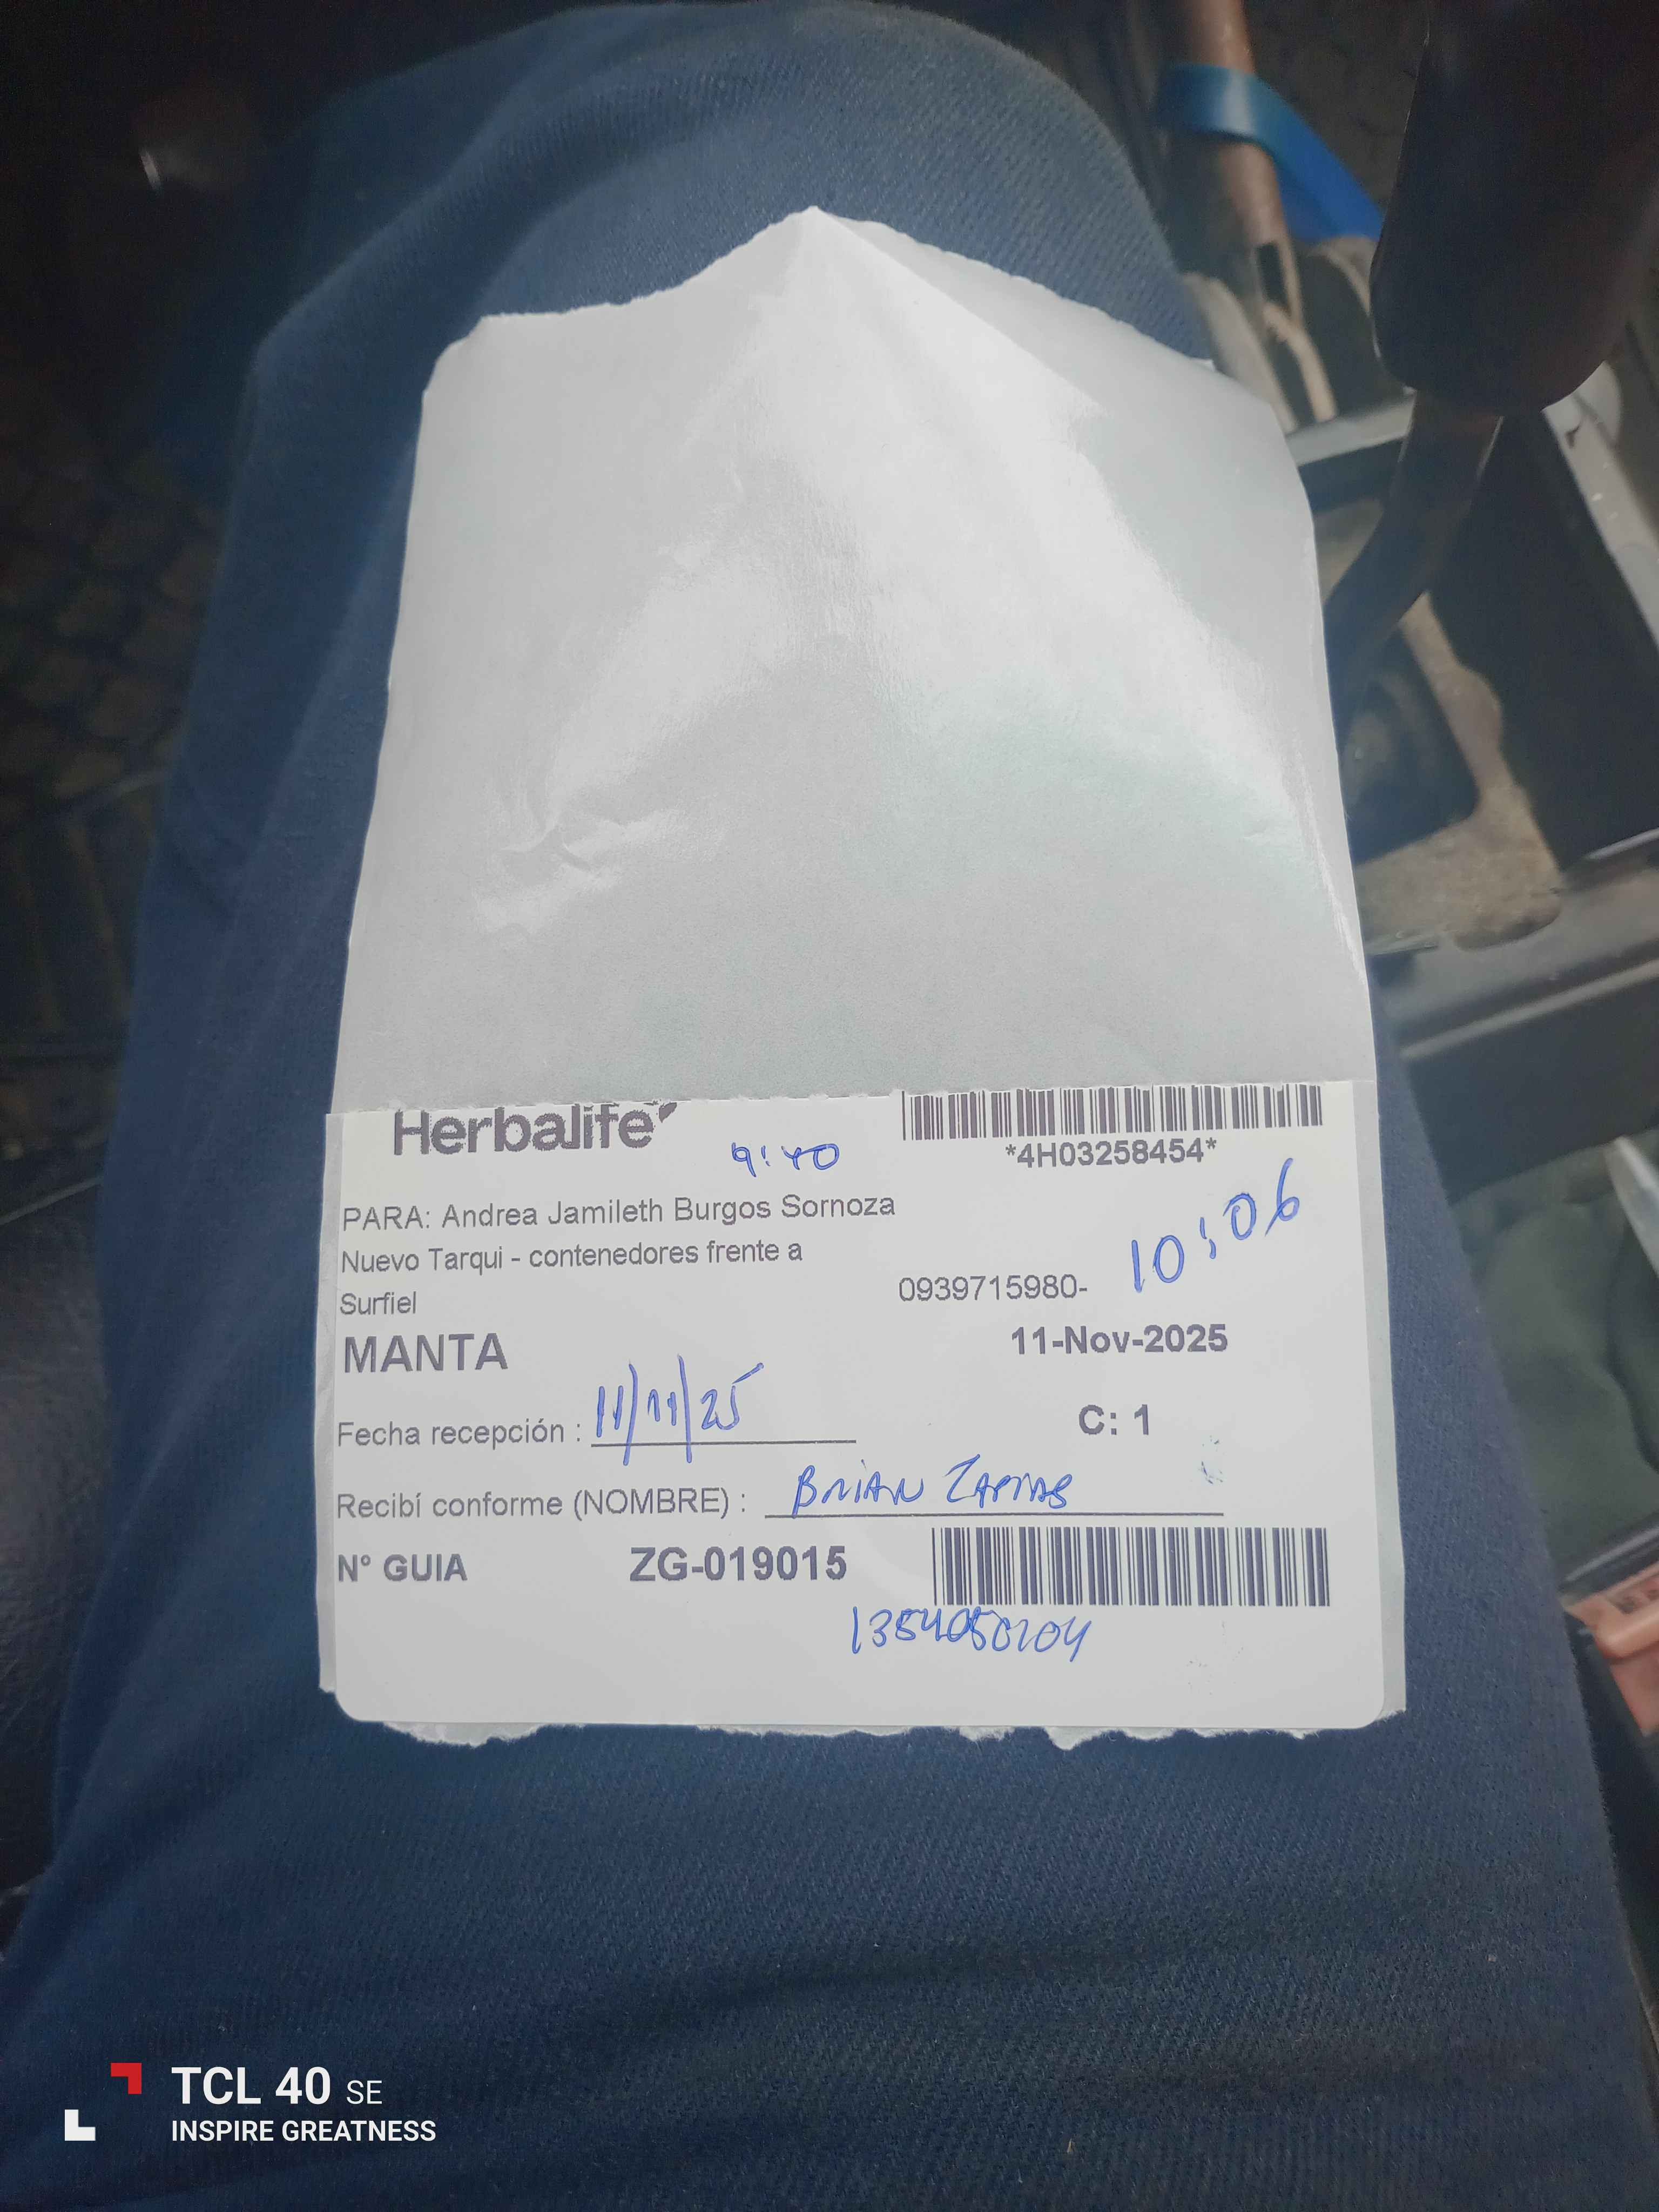 Herbalife
9:40
*4H03258454*
PARA: Andrea Jamileth Burgos Sornoza
Nuevo Tarqui - contenedores frente a
Surfiel
0939715980-
10:06
MANTA
11-Nov-2025
Fecha recepción : 11/11/25
C: 1
Recibí conforme (NOMBRE) : BRIAN
N° GUIA ZG-019015
TCL 40 SE
INSPIRE GREATNESS